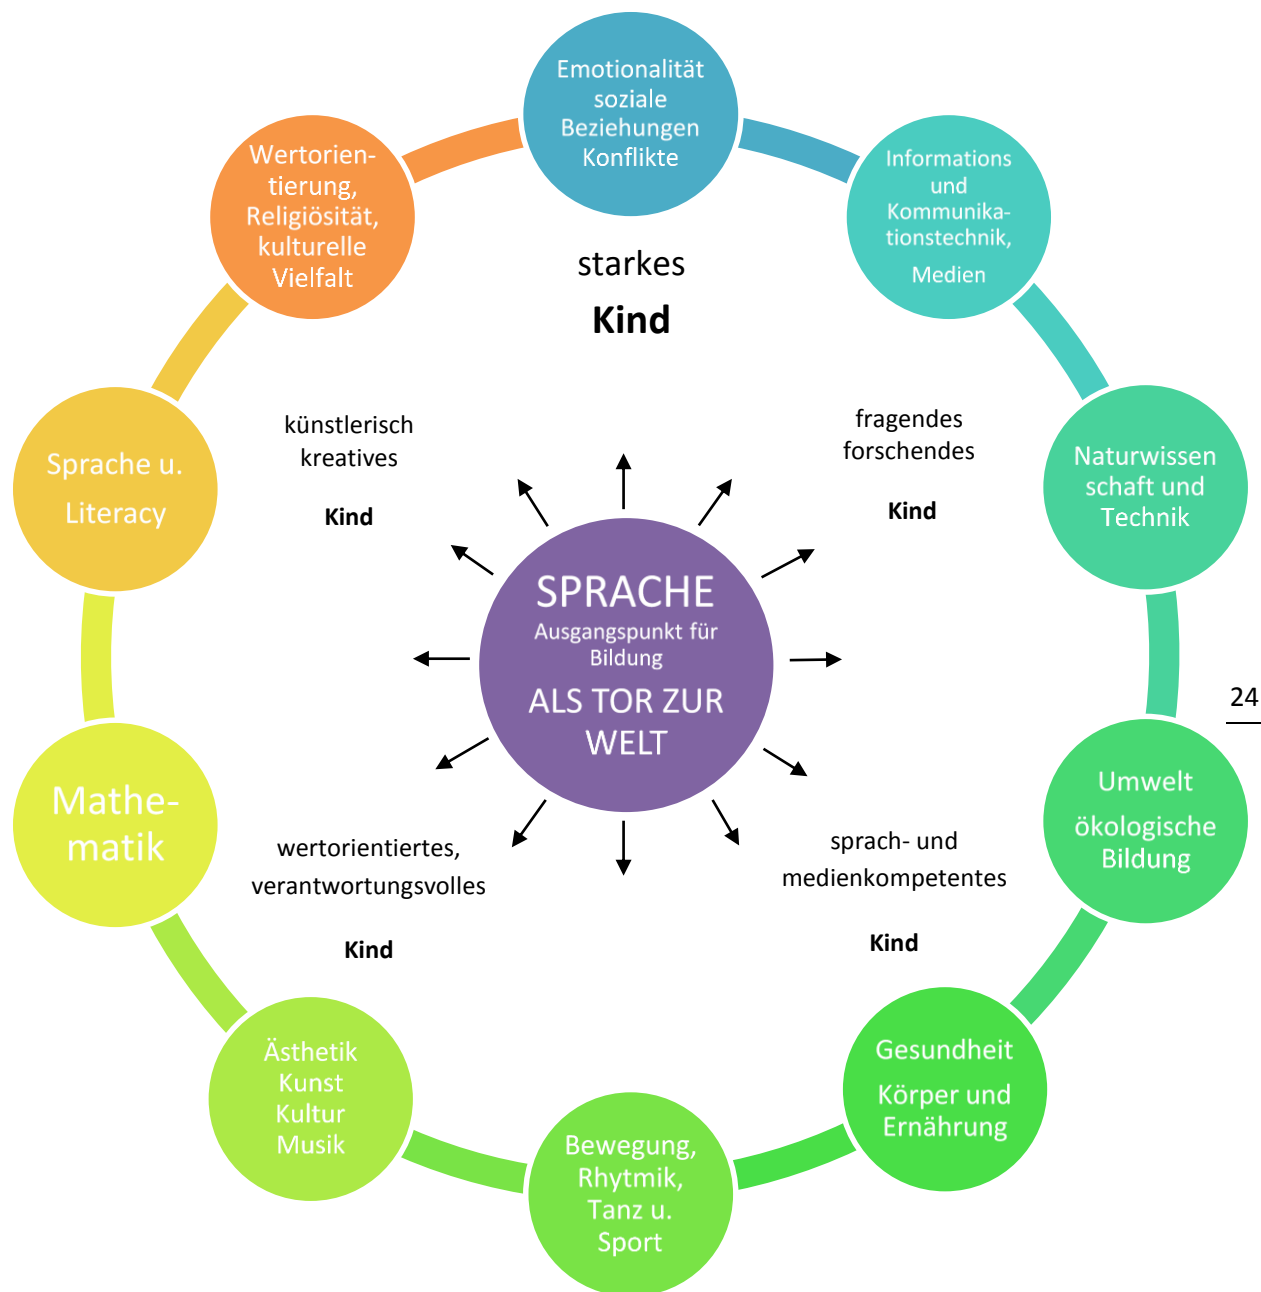 Emotionalität
soziale
Beziehungen
Konflikte
Informations
und
Kommunika-
tionstechnik,
Medien
Naturwissen
schaft und
Technik
Umwelt
ökologische
Bildung
Gesundheit
Körper und
Ernährung
Bewegung,
Rhytmik,
Tanz u.
Sport
Ästhetik
Kunst
Kultur
Musik
Mathe-
matik
Sprache u.
Literacy
Wertorien-
tierung,
Religiösität,
kulturelle
Vielfalt
starkes
Kind
künstlerisch
kreatives
Kind
fragendes
forschendes
Kind
SPRACHE
Ausgangspunkt für
Bildung
ALS TOR ZUR
WELT
wertorientiertes,
verantwortungsvolles
Kind
sprach- und
medienkompetentes
Kind
24